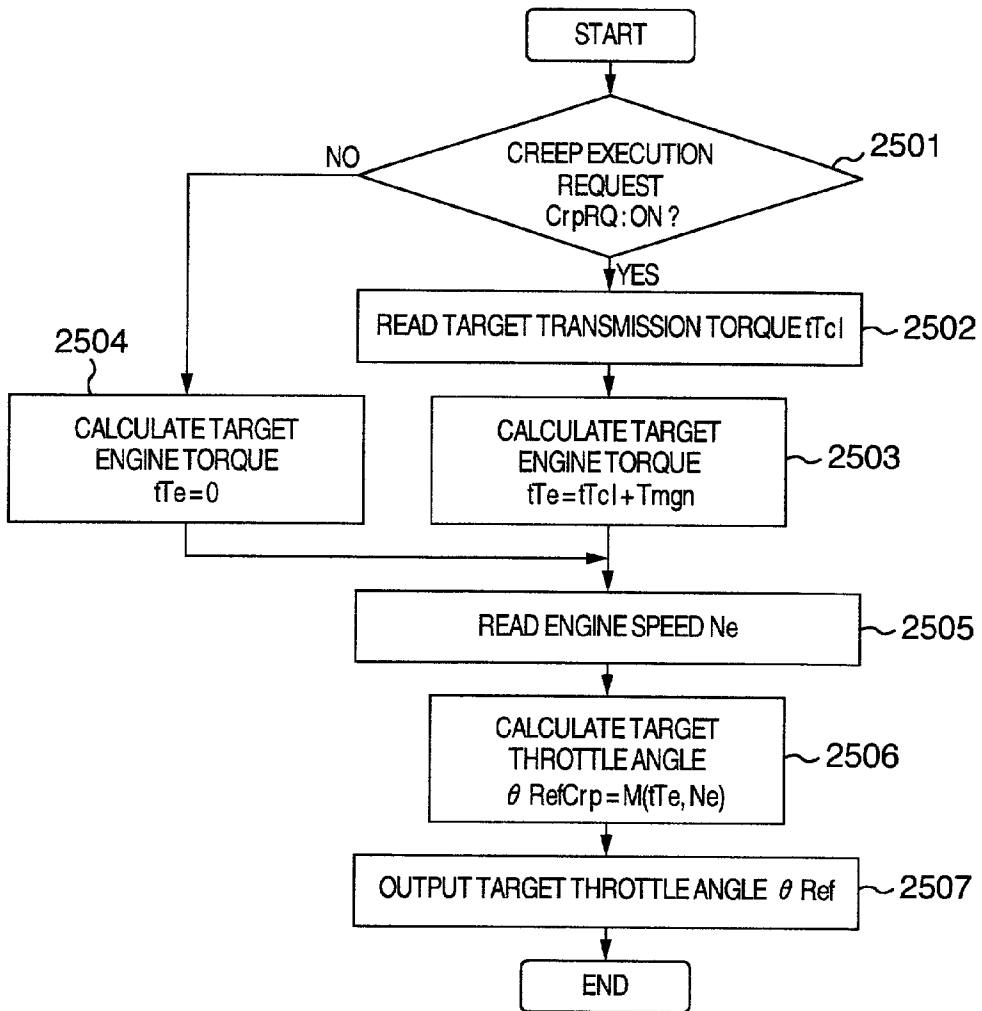 START
CREEP EXECUTION
REQUEST
CrpRQ : ON ?
2501
NO
YES
READ TARGET TRANSMISSION TORQUE tTcl
2502
2504
CALCULATE TARGET
ENGINE TORQUE
tTe = 0
CALCULATE TARGET
ENGINE TORQUE
tTe = tTcl + Tmgn
2503
READ ENGINE SPEED Ne
2505
CALCULATE TARGET
THROTTLE ANGLE
θ RefCrp = M(tTe, Ne)
2506
OUTPUT TARGET THROTTLE ANGLE θ Ref
2507
END